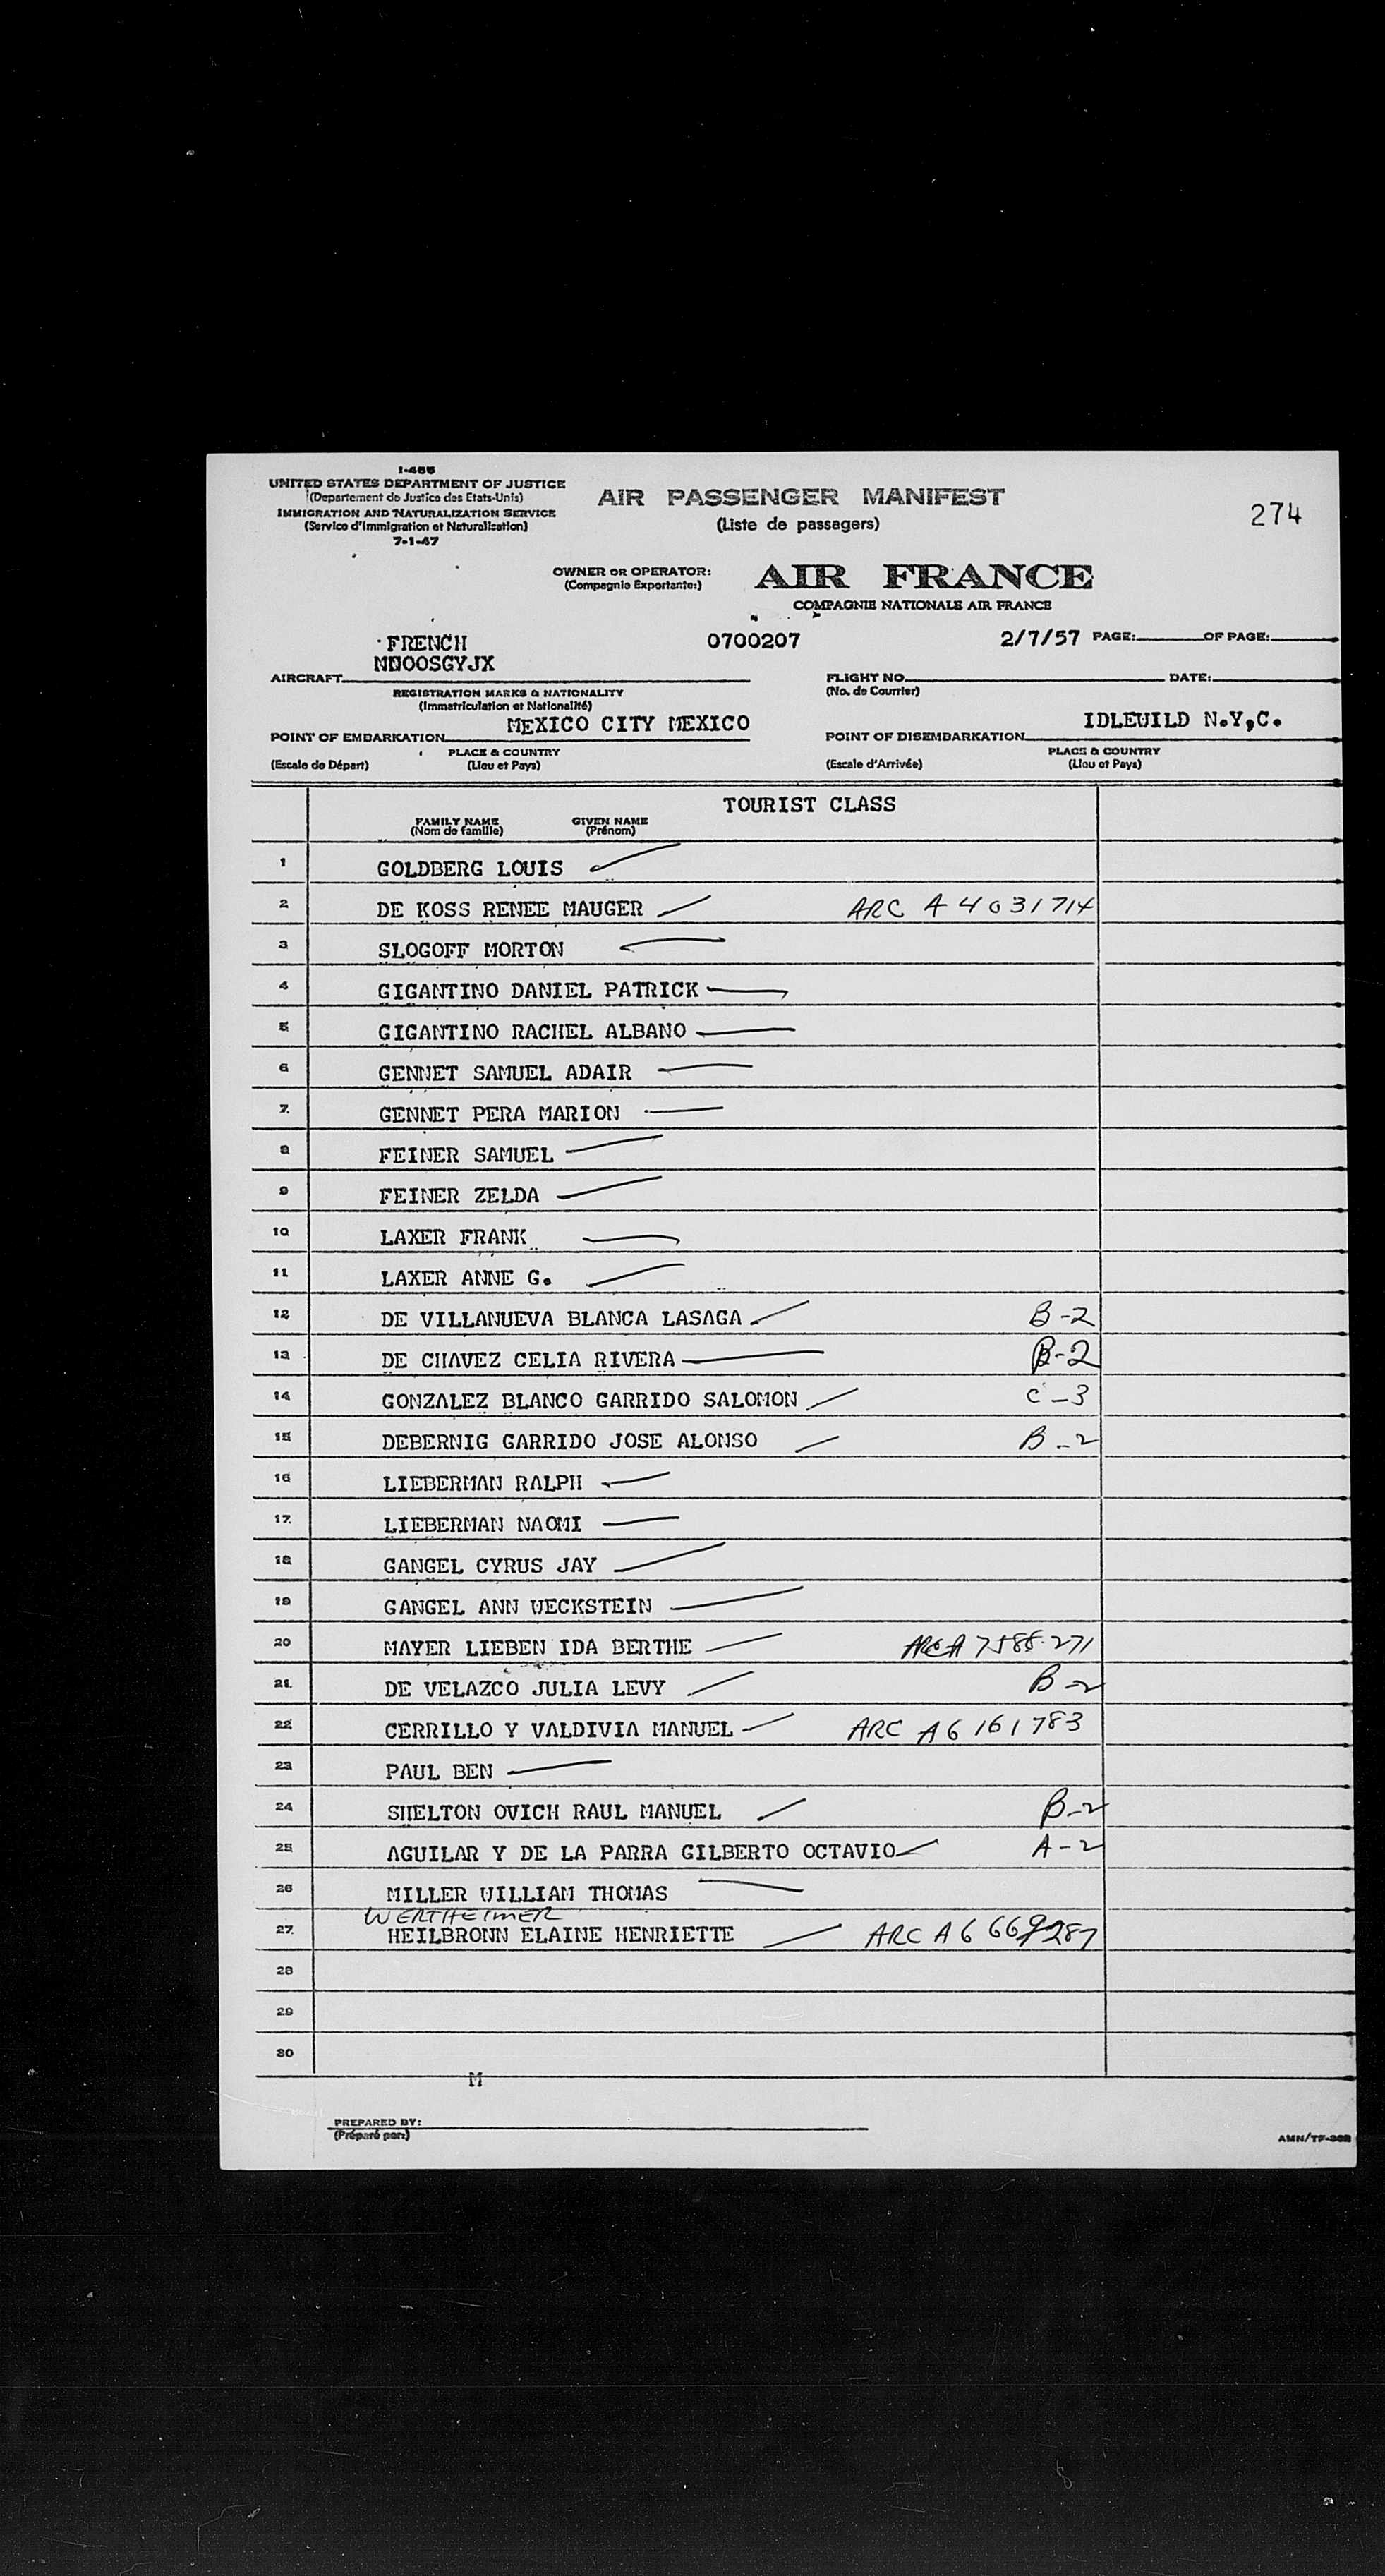 I-466
UNITED STATES DEPARTMENT OF JUSTICE
(Departement de Justice des Etats-Unis)
IMMIGRATION AND NATURALIZATION SERVICE
(Service d'Immigration et Naturalisation)
7-1-47
AIR PASSENGER MANIFEST
(Liste de passagers)
274
OWNER OR OPERATOR: AIR FRANCE
(Compagnie Exportante:)
COMPAGNIE NATIONALE AIR FRANCE
FRENCH 0700207 2/7/57 PAGE: OF PAGE:
AIRCRAFT FLIGHT NO. DATE:
REGISTRATION MARKS & NATIONALITY (No. de Courrier)
(Immatriculation et Nationalité)
MEXICO CITY MEXICO IDLEWILD N.Y,C.
POINT OF EMBARKATION POINT OF DISEMBARKATION
PLACE & COUNTRY PLACE & COUNTRY
(Escale de Départ) (Lieu et Pays) (Escale d'Arrivée) (Lieu et Pays)
TOURIST CLASS
FAMILY NAME GIVEN NAME
(Nom de famille) (Prénom)
1 GOLDBERG LOUIS
2 DE KOSS RENEE MAUGER ARC A 4031714
3 SLOGOFF MORTON
4 GIGANTINO DANIEL PATRICK
5 GIGANTINO RACHEL ALBANO
6 GENNET SAMUEL ADAIR
7. GENNET PERA MARION
8 FEINER SAMUEL
9 FEINER ZELDA
10 LAXER FRANK
11 LAXER ANNE G.
12 DE VILLANUEVA BLANCA LASAGA B-2
13 DE CHAVEZ CELIA RIVERA B-2
14 GONZALEZ BLANCO GARRIDO SALOMON C-3
15 DEBERNIG GARRIDO JOSE ALONSO B-2
16 LIEBERMAN RALPH
17. LIEBERMAN NAOMI
18 GANGEL CYRUS JAY
19 GANGEL ANN WECKSTEIN
20 MAYER LIEBEN IDA BERTHE ARC A 7588271
21. DE VELAZCO JULIA LEVY B-2
22 CERRILLO Y VALDIVIA MANUEL ARC A6 161783
23 PAUL BEN
24 SHELTON OVICH RAUL MANUEL B-2
25 AGUILAR Y DE LA PARRA GILBERTO OCTAVIO A-2
26 MILLER WILLIAM THOMAS
WERTHEIMER
27. HEILBRONN ELAINE HENRIETTE ARC A6
28
29
30
M
PREPARED BY:
(Préparé par:)
AMN/TF-302